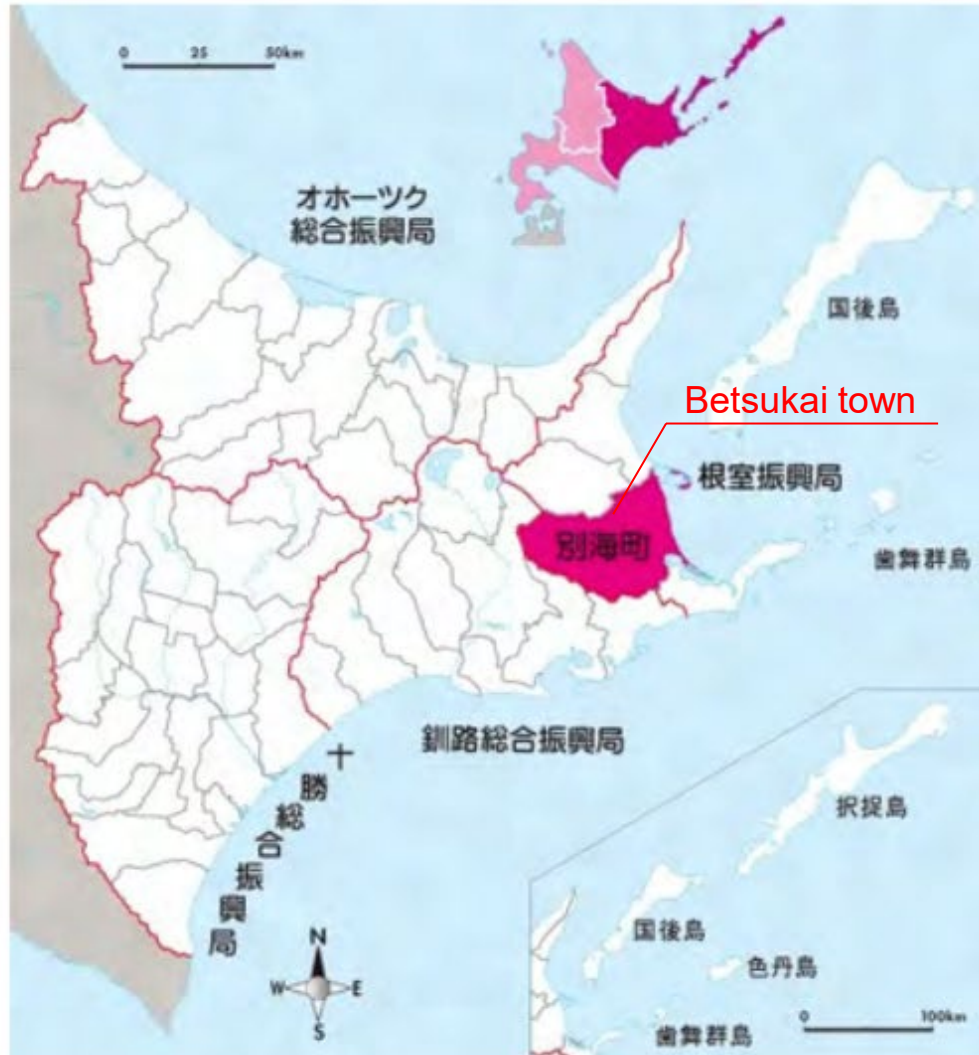 0 25 50km
オホーツク
総合振興局
国後島
Betsukai town
根室振興局
別海町
歯舞群島
釧路総合振興局
十勝総合振興局
択捉島
国後島
色丹島
歯舞群島
0 100km
N
W E
S